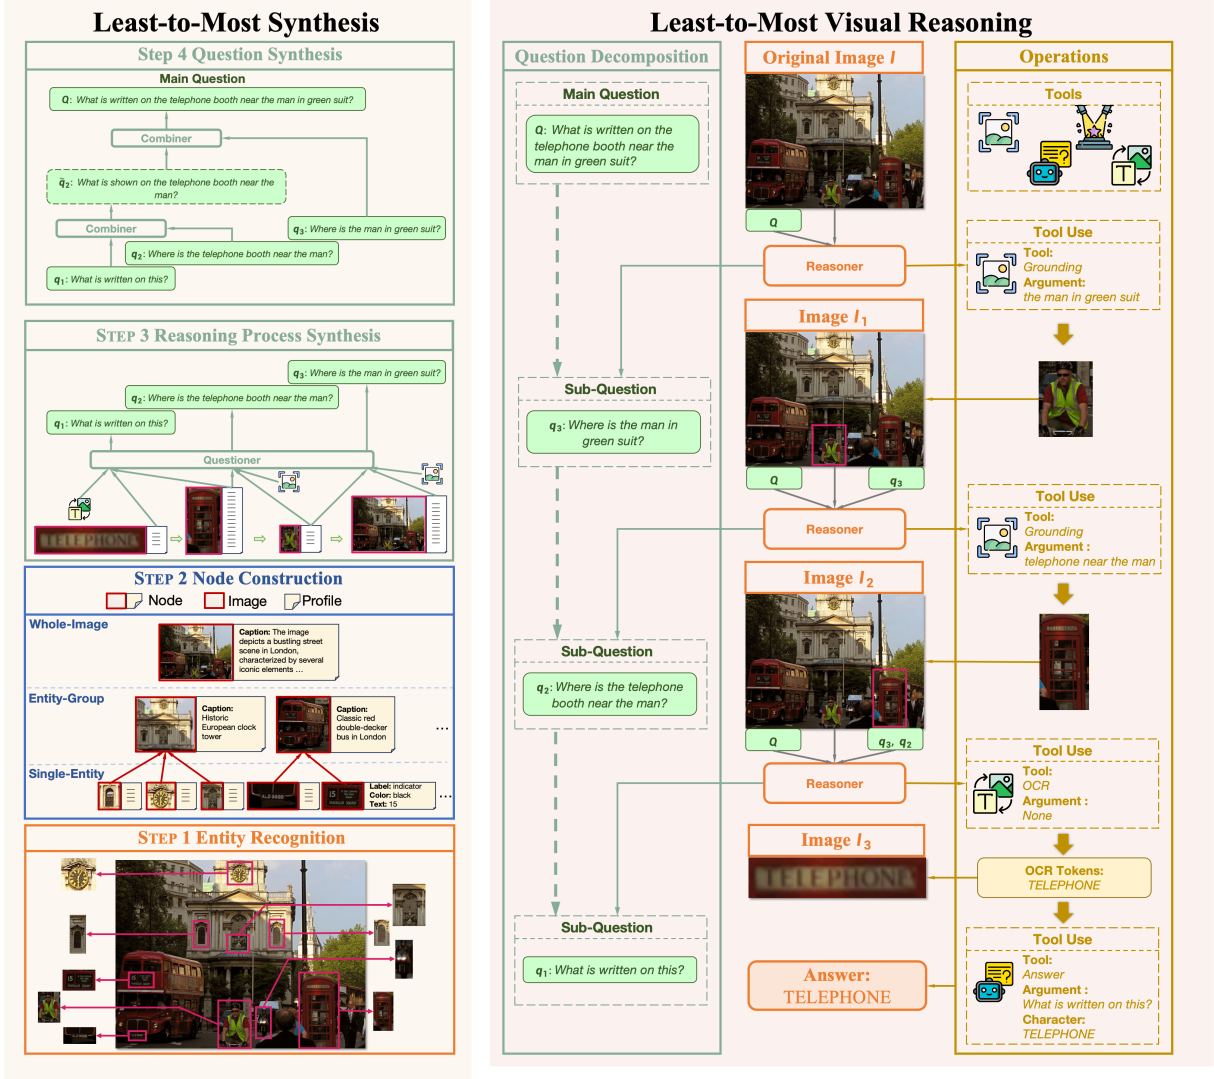 Least-to-Most Synthesis
STEP 4 Question Synthesis
Main Question
Q: What is written on the telephone booth near the man in green suit?
Combiner
q̃2: What is shown on the telephone booth near the
man?
Combiner
q3: Where is the man in green suit?
q2: Where is the telephone booth near the man?
q1: What is written on this?
STEP 3 Reasoning Process Synthesis
q3: Where is the man in green suit?
q2: Where is the telephone booth near the man?
q1: What is written on this?
Questioner
T
TELEPHONE
STEP 2 Node Construction
Node
Image
Profile
Whole-Image
Caption: The image
depicts a bustling street
scene in London,
characterized by several
iconic elements ...
Entity-Group
Caption:
Historic
European clock
tower
Caption:
Classic red
double-decker
bus in London
...
Single-Entity
15
Label: indicator
Color: black
Text: 15
...
STEP 1 Entity Recognition
Least-to-Most Visual Reasoning
Question Decomposition
Main Question
Q: What is written on the
telephone booth near the
man in green suit?
Sub-Question
q3: Where is the man in
green suit?
Sub-Question
q2: Where is the telephone
booth near the man?
Sub-Question
q1: What is written on this?
Original Image I
Q
Reasoner
Image I1
Q
q3
Reasoner
Image I2
Q
q3, q2
Reasoner
Image I3
TELEPHONE
Answer:
TELEPHONE
Operations
Tools
?
T
Tool Use
Tool:
Grounding
Argument:
the man in green suit
Tool Use
Tool:
Grounding
Argument :
telephone near the man
Tool Use
T
Tool:
OCR
Argument :
None
OCR Tokens:
TELEPHONE
Tool Use
?
Tool:
Answer
Argument :
What is written on this?
Character:
TELEPHONE